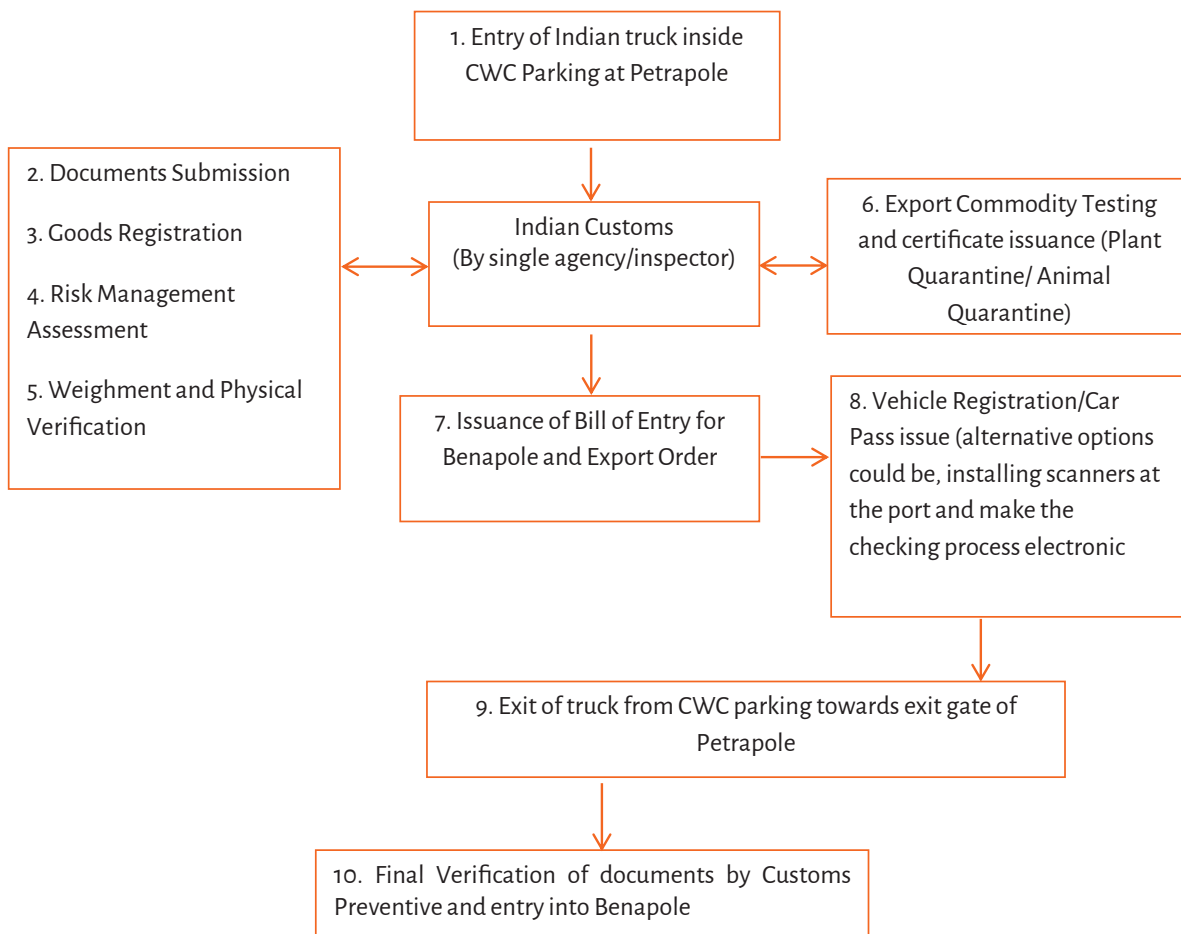 1. Entry of Indian truck inside
CWC Parking at Petrapole
2. Documents Submission
3. Goods Registration
4. Risk Management
Assessment
5. Weighment and Physical
Verification
Indian Customs
(By single agency/inspector)
6. Export Commodity Testing
and certificate issuance (Plant
Quarantine/ Animal
Quarantine)
7. Issuance of Bill of Entry for
Benapole and Export Order
8. Vehicle Registration/Car
Pass issue (alternative options
could be, installing scanners at
the port and make the
checking process electronic
9. Exit of truck from CWC parking towards exit gate of
Petrapole
10. Final Verification of documents by Customs
Preventive and entry into Benapole